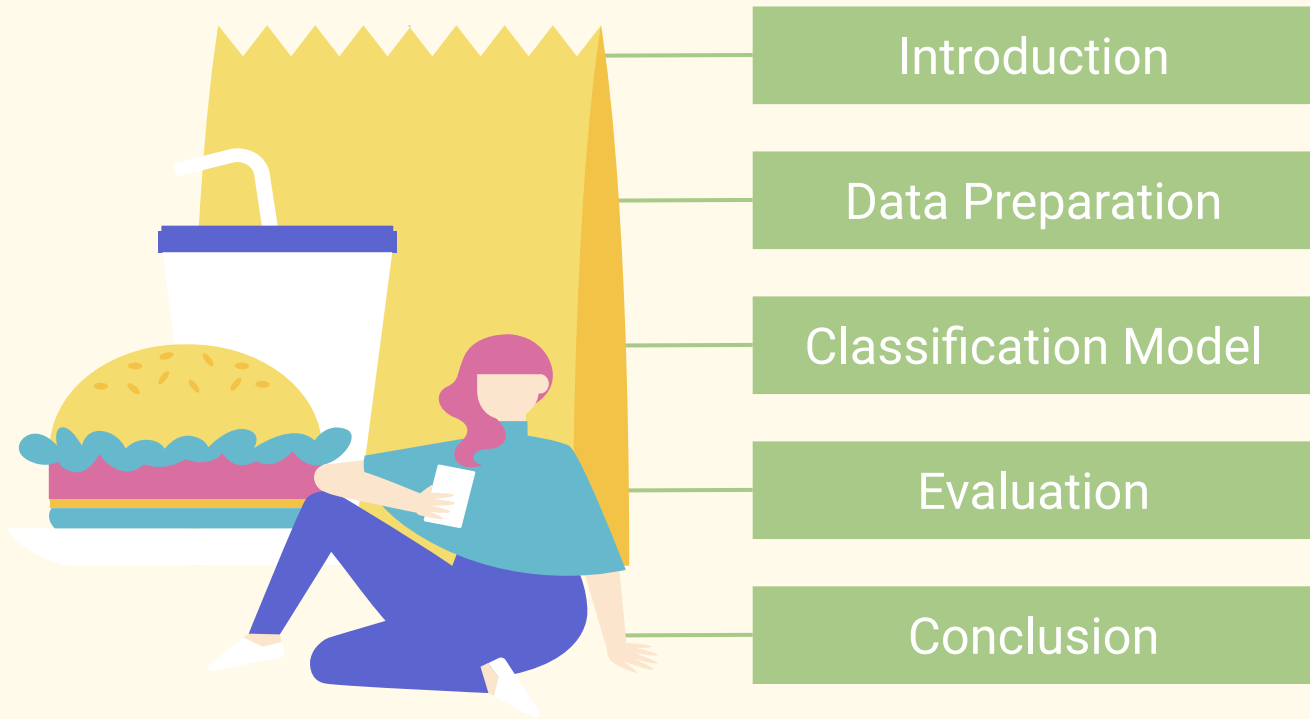 Introduction
Data Preparation
Classification Model
Evaluation
Conclusion